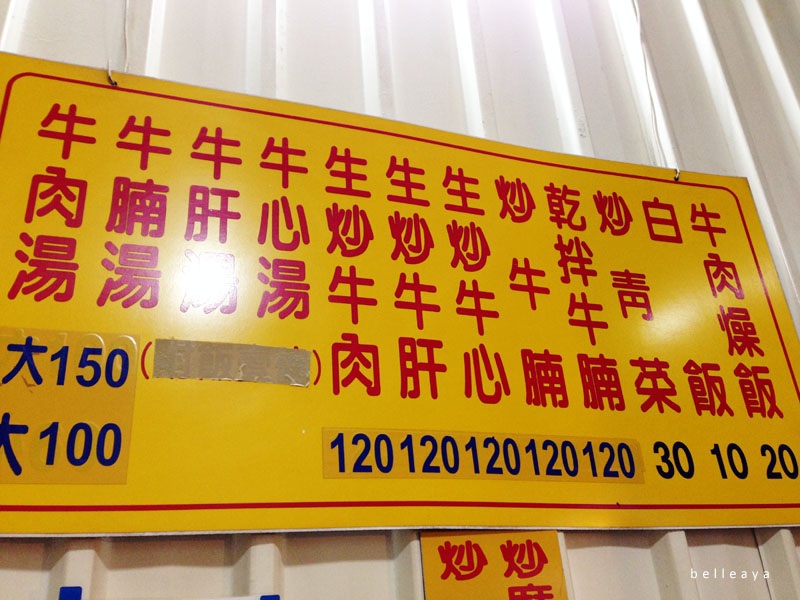 牛肉湯
牛腩湯
牛肝湯
牛心湯
生炒牛肉 120
生炒牛肝 120
生炒牛心 120
炒牛腩 120
乾拌牛腩 120
炒青菜 30
白飯 10
牛肉燥飯 20
大150
大100
炒
炒
belleaya